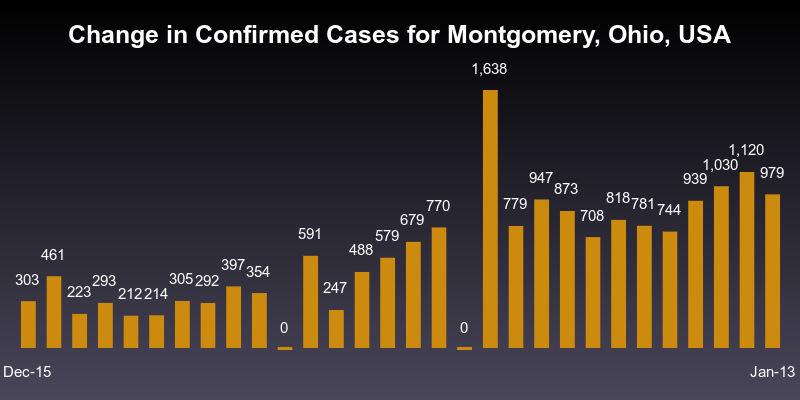 Change in Confirmed Cases for Montgomery, Ohio, USA
303 461 223 293 212 214 305 292 397 354 0 591 247 488 579 679 770 0 1,638 779 947 873 708 818 781 744 939 1,030 1,120 979
Dec-15 Jan-13